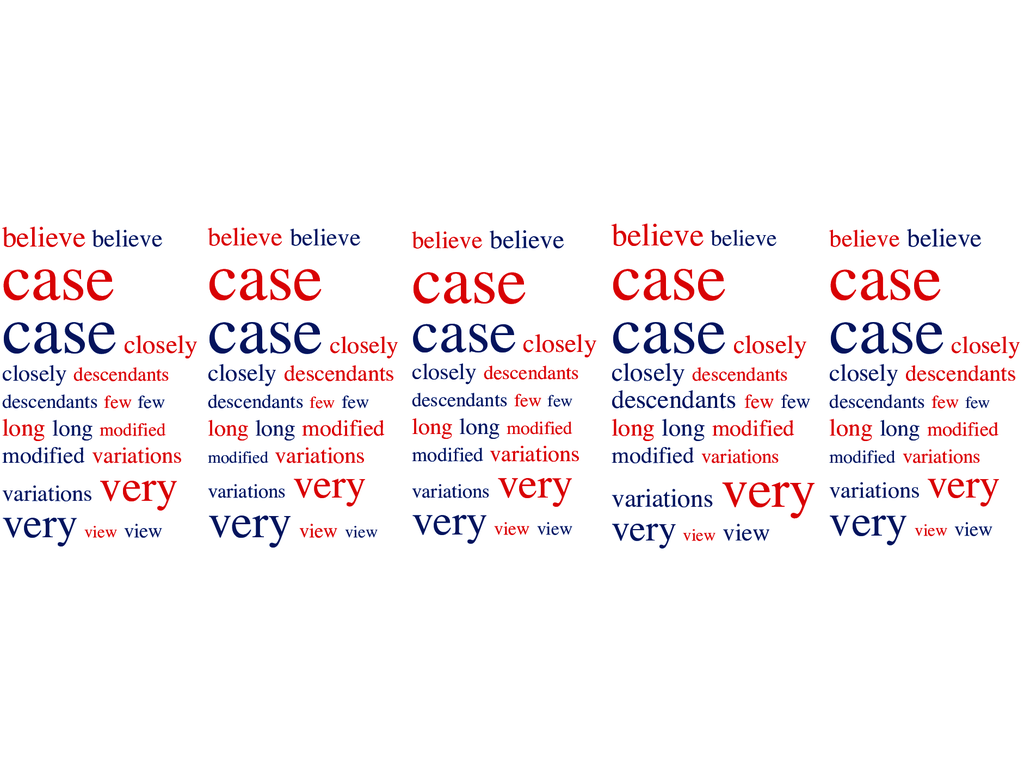 believe believe
case
case closely
closely descendants
descendants few few
long long modified
modified variations
variations very
very view view
believe believe
case
case closely
closely descendants
descendants few few
long long modified
modified variations
variations very
very view view
believe believe
case
case closely
closely descendants
descendants few few
long long modified
modified variations
variations very
very view view
believe believe
case
case closely
closely descendants
descendants few few
long long modified
modified variations
variations very
very view view
believe believe
case
case closely
closely descendants
descendants few few
long long modified
modified variations
variations very
very view view